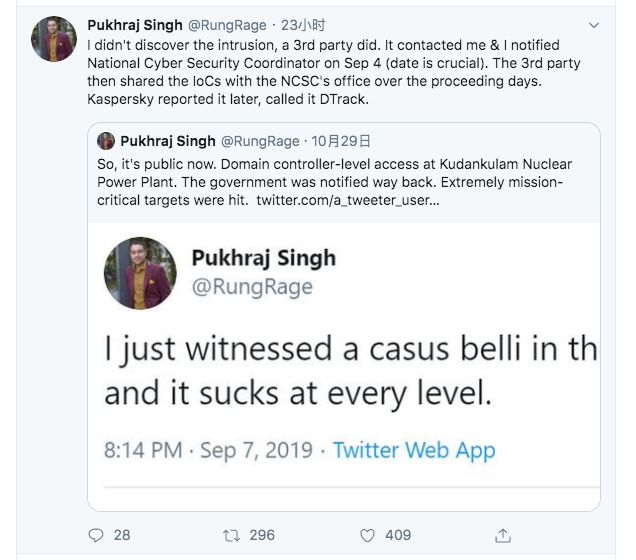 Pukhraj Singh @RungRage · 23小时
I didn't discover the intrusion, a 3rd party did. It contacted me & I notified
National Cyber Security Coordinator on Sep 4 (date is crucial). The 3rd party
then shared the IoCs with the NCSC's office over the proceeding days.
Kaspersky reported it later, called it DTrack.
Pukhraj Singh @RungRage · 10月29日
So, it's public now. Domain controller-level access at Kudankulam Nuclear
Power Plant. The government was notified way back. Extremely mission-
critical targets were hit. twitter.com/a_tweeter_user...
Pukhraj Singh
@RungRage
I just witnessed a casus belli in th
and it sucks at every level.
8:14 PM · Sep 7, 2019 · Twitter Web App
28 296 409